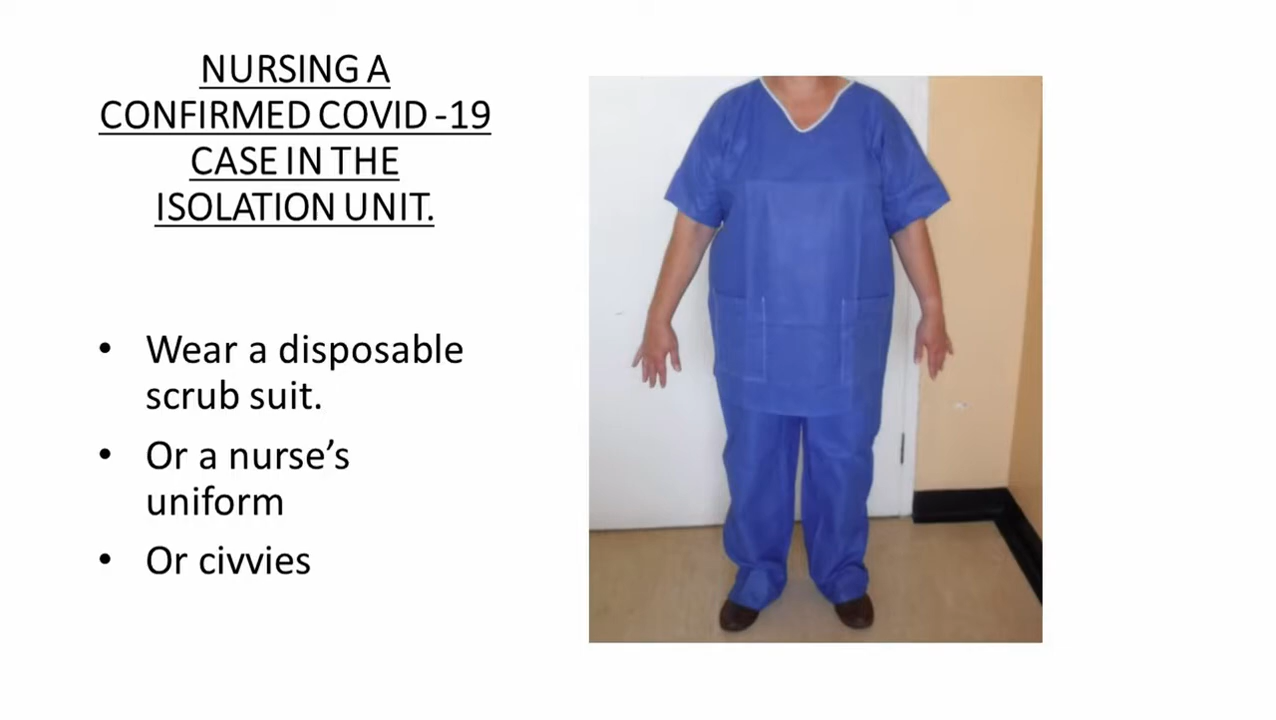 NURSING A
CONFIRMED COVID -19
CASE IN THE
ISOLATION UNIT.
• Wear a disposable
scrub suit.
• Or a nurse’s
uniform
• Or civvies